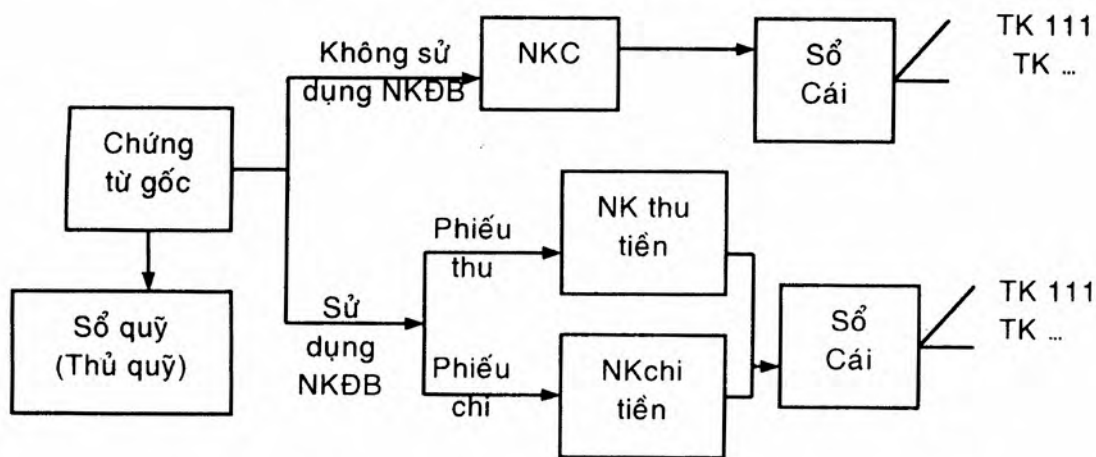 Không sử
dụng NKĐB
NKC
Sổ
Cái
TK 111
TK ...
Chứng
từ gốc
Sổ quỹ
(Thủ quỹ)
Sử
dụng
NKĐB
Phiếu
thu
NK thu
tiền
Phiếu
chi
NKchi
tiền
Sổ
Cái
TK 111
TK ...